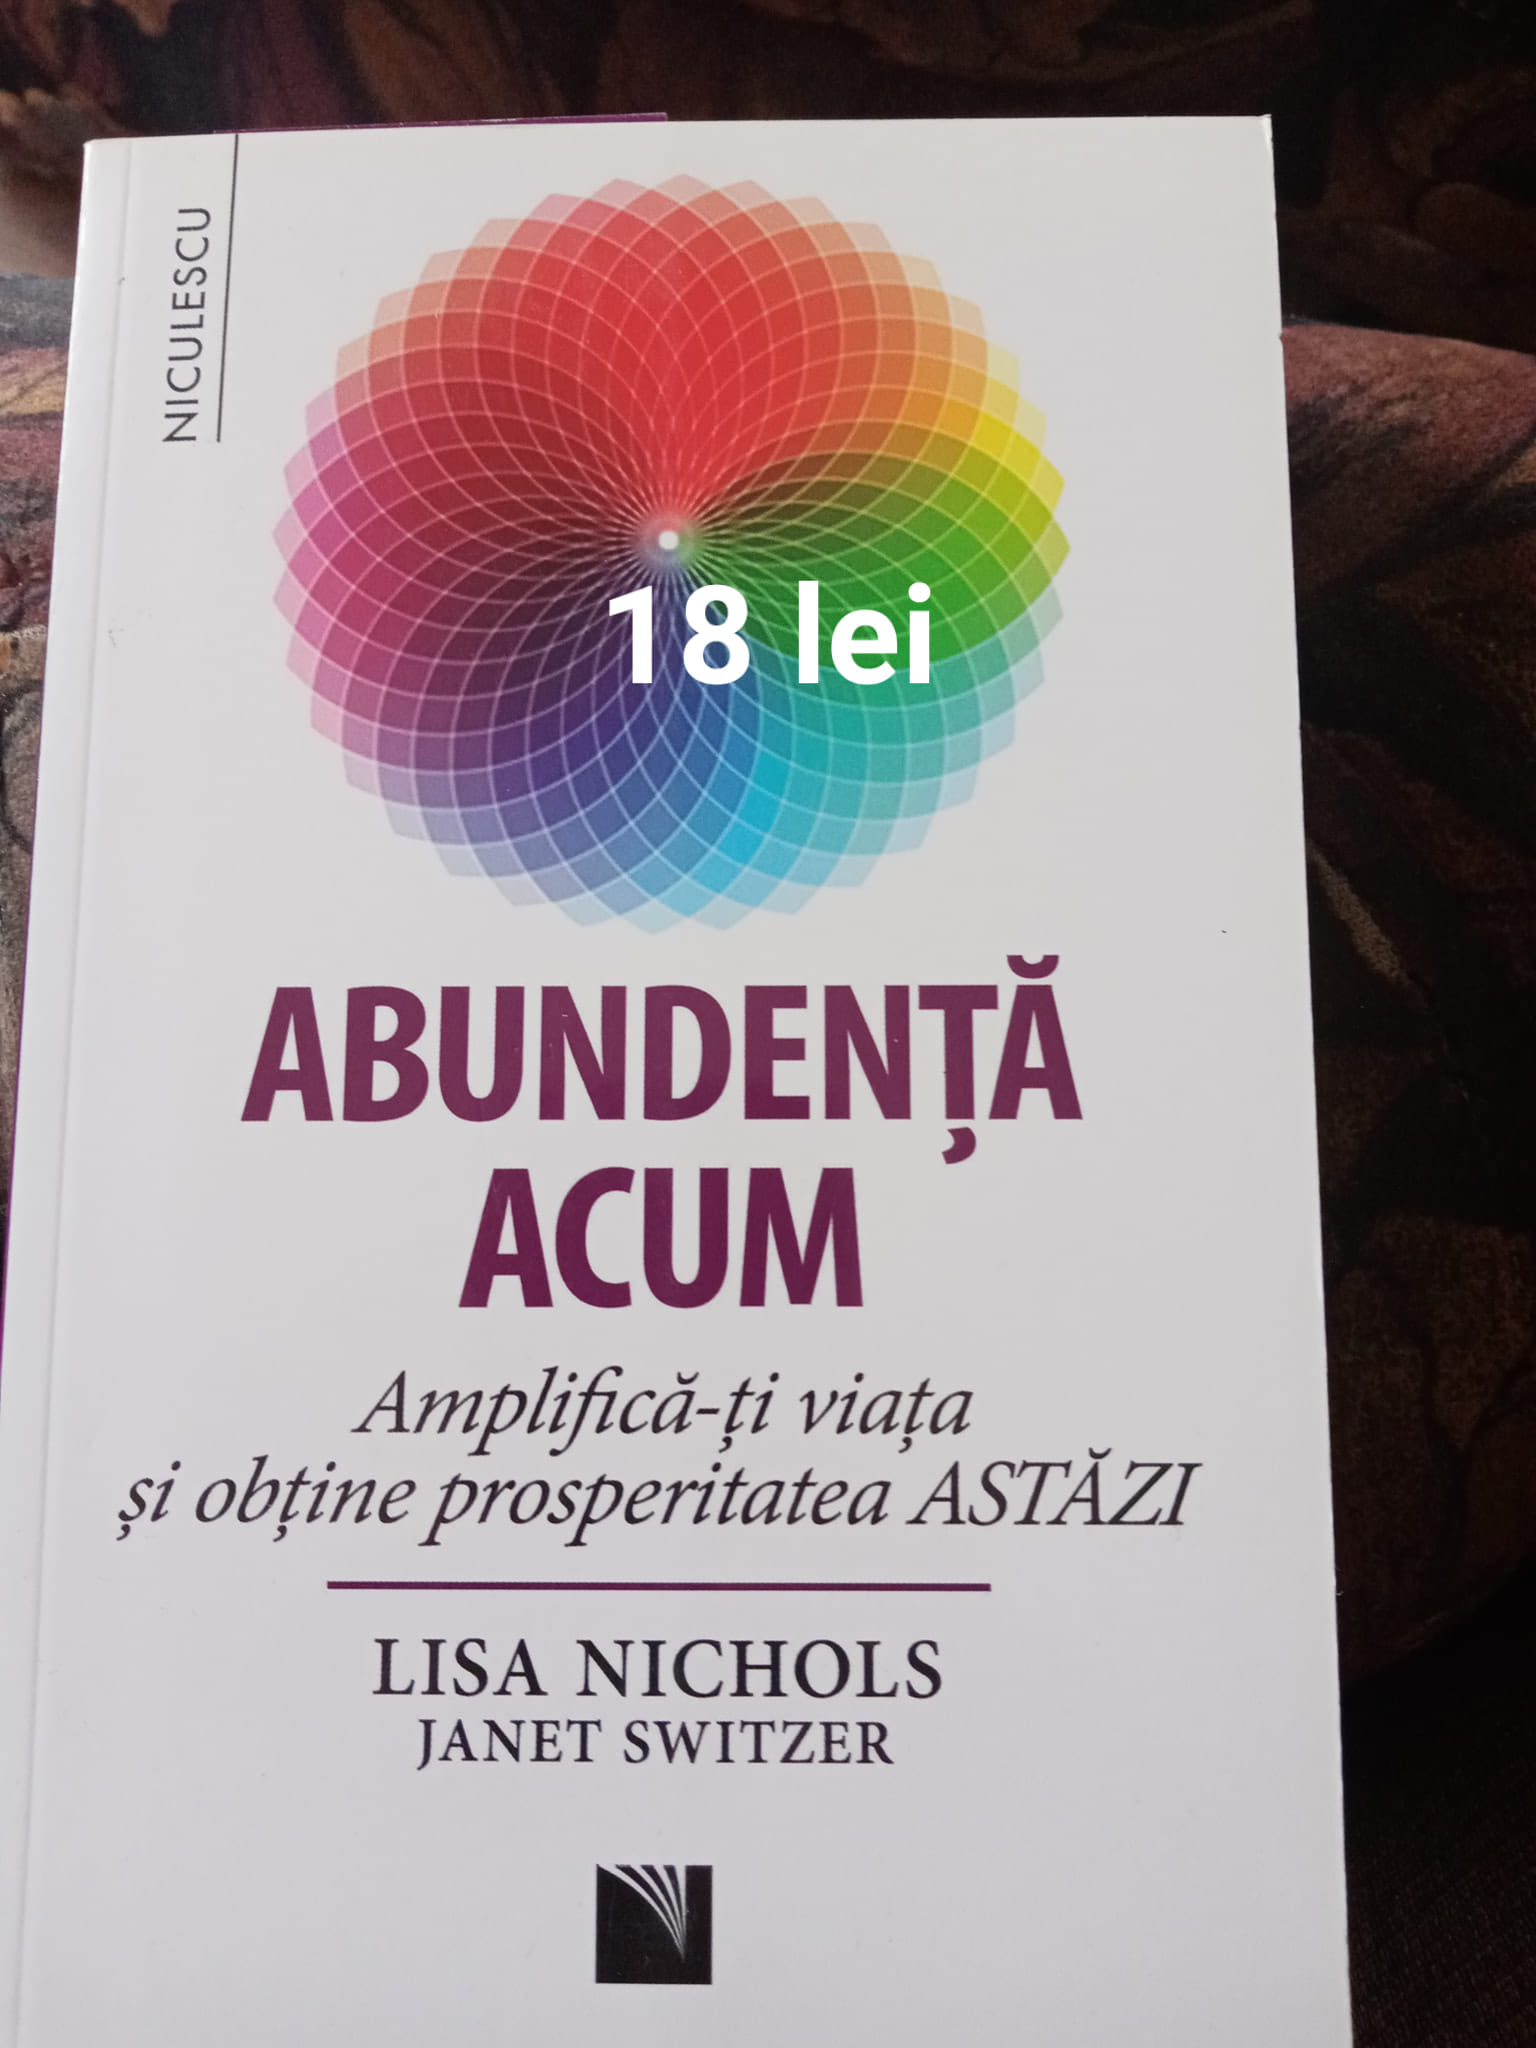 NICULESCU
18 lei
ABUNDENȚĂ
ACUM
Amplifică-ți viața
și obține prosperitatea ASTĂZI
LISA NICHOLS
JANET SWITZER